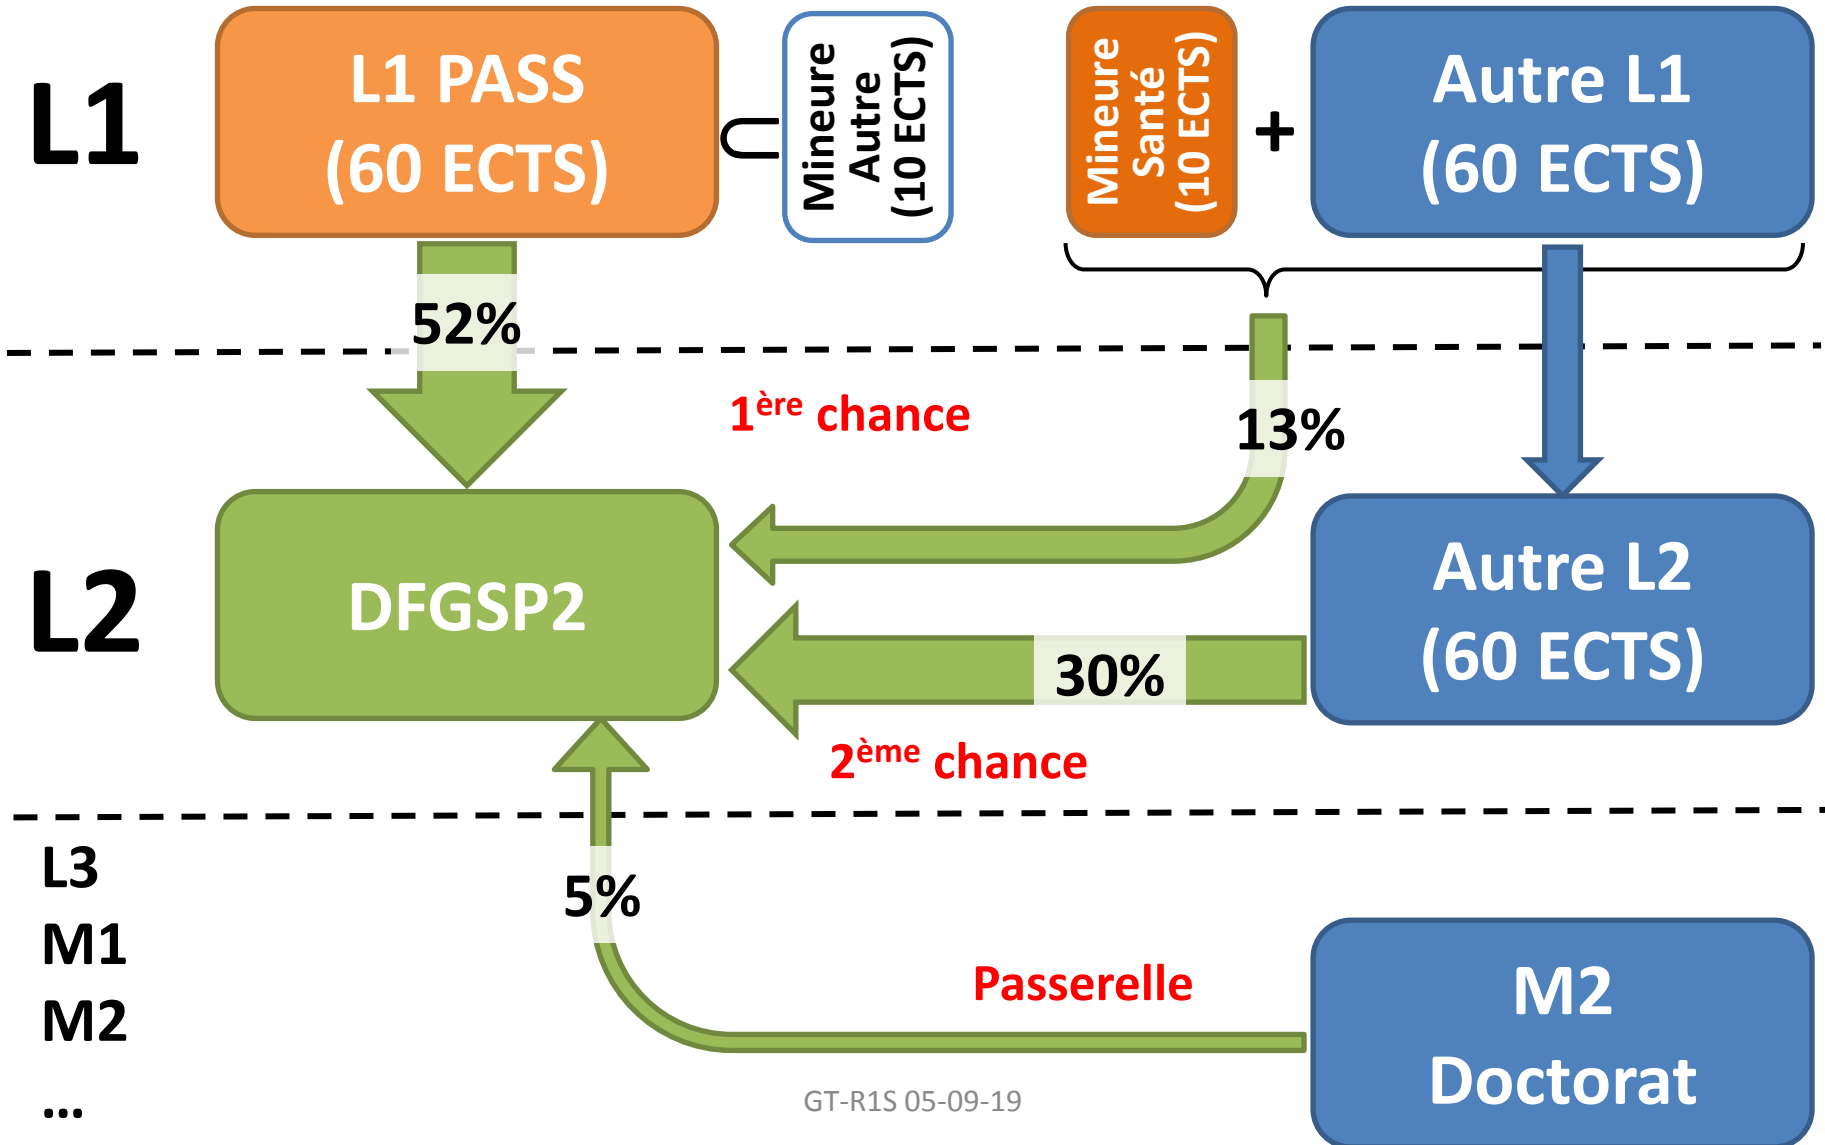 L1
L1 PASS
(60 ECTS)
Mineure
Autre
(10 ECTS)
Mineure
Santé
(10 ECTS)
+
Autre L1
(60 ECTS)
52%
1ère chance
13%
L2
DFGSP2
Autre L2
(60 ECTS)
30%
2ème chance
L3
M1
M2
...
5%
Passerelle
M2
Doctorat
GT-R1S 05-09-19